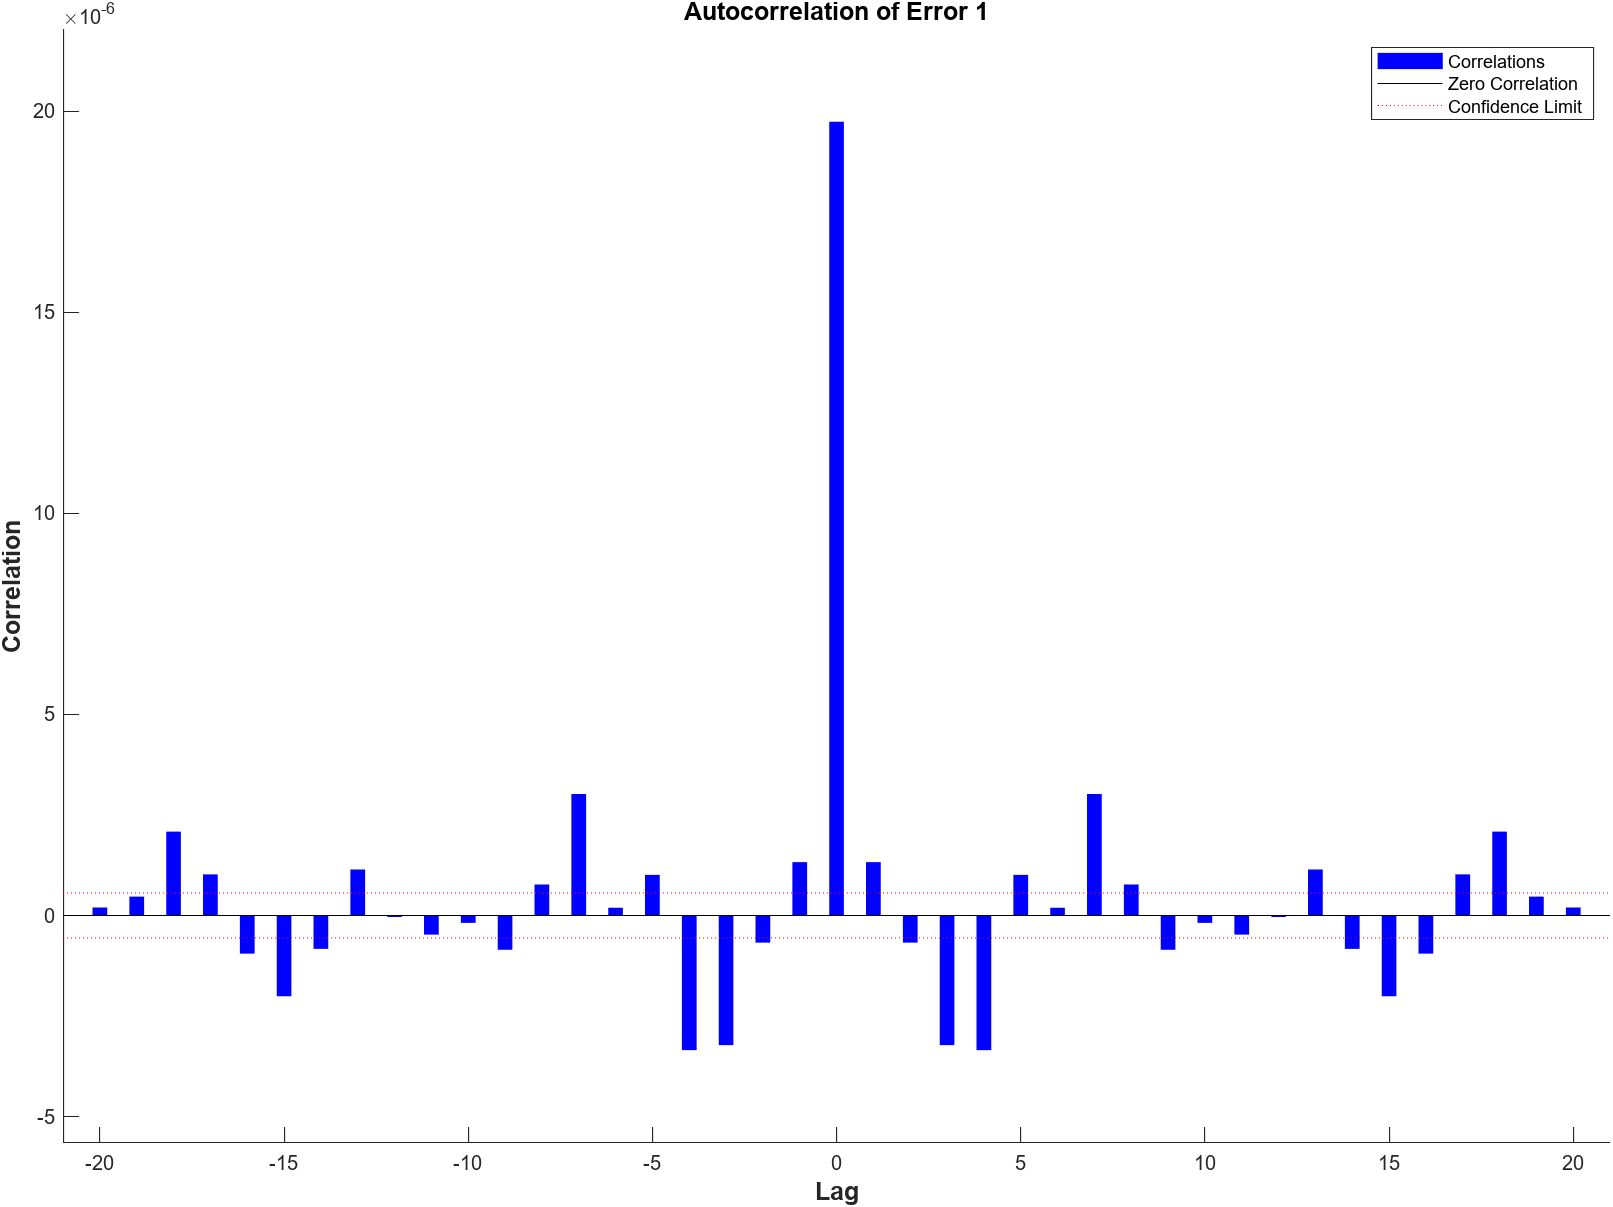 Autocorrelation of Error 1
×10-6
Correlations
Zero Correlation
Confidence Limit
20
15
10
5
0
-5
Correlation
-20 -15 -10 -5 0 5 10 15 20
Lag